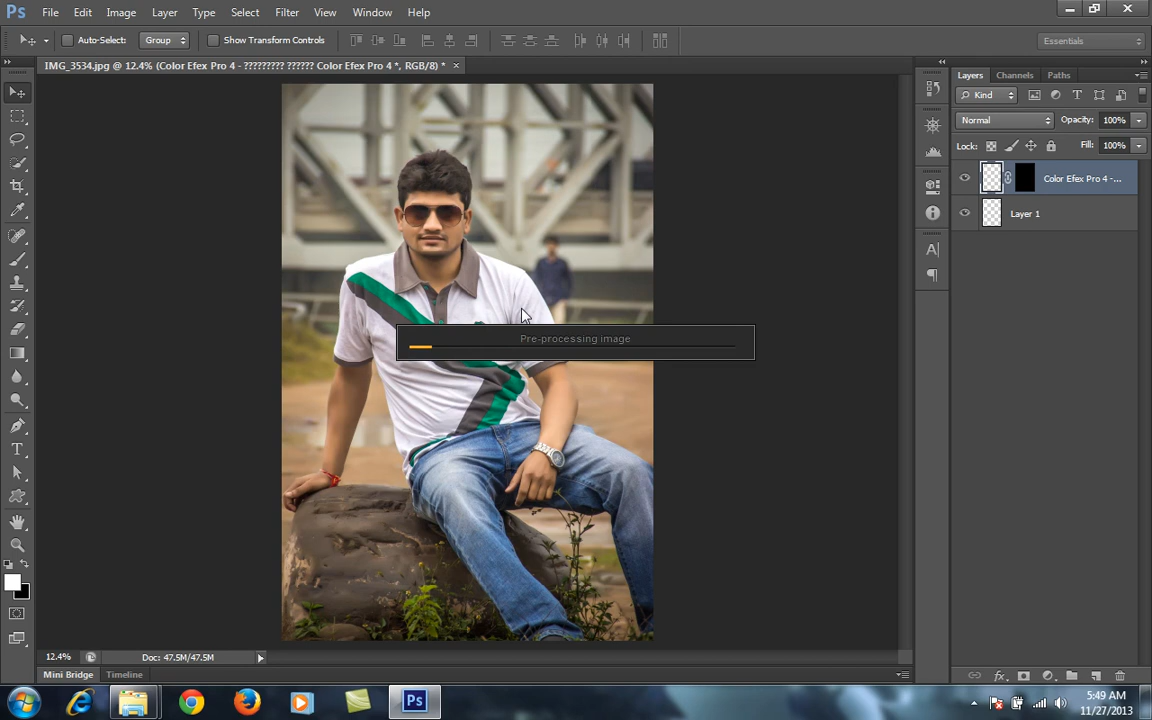 Ps File Edit Image Layer Type Select Filter View Window Help
Auto-Select: Group Show Transform Controls Essentials
IMG_3534.jpg @ 12.4% (Color Efex Pro 4 - ????????? ?????? Color Efex Pro 4 *, RGB/8) * ×
Layers Channels Paths
Kind
Normal Opacity: 100%
Lock: Fill: 100%
Color Efex Pro 4 -...
Layer 1
Pre-processing image
12.4% Doc: 47.5M/47.5M
Mini Bridge Timeline
Ps
5:49 AM
11/27/2013